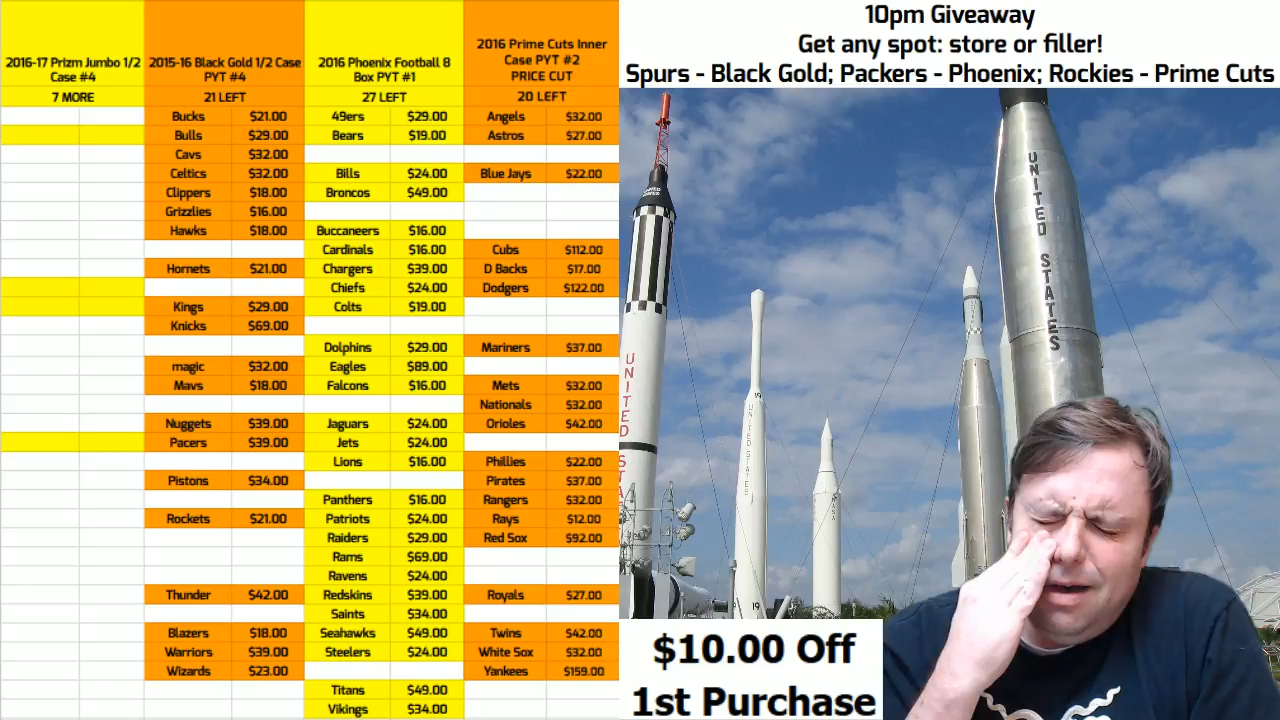 10pm Giveaway
Get any spot: store or filler!
Spurs - Black Gold; Packers - Phoenix; Rockies - Prime Cuts
2016-17 Prizm Jumbo 1/2
Case #4
7 MORE
2015-16 Black Gold 1/2 Case
PYT #4
21 LEFT
Bucks $21.00
Bulls $29.00
Cavs $32.00
Celtics $32.00
Clippers $18.00
Grizzlies $16.00
Hawks $18.00
Hornets $21.00
Kings $29.00
Knicks $69.00
magic $32.00
Mavs $18.00
Nuggets $39.00
Pacers $39.00
Pistons $34.00
Rockets $21.00
Thunder $42.00
Blazers $18.00
Warriors $39.00
Wizards $23.00
2016 Phoenix Football 8
Box PYT #1
27 LEFT
49ers $29.00
Bears $19.00
Bills $24.00
Broncos $49.00
Buccaneers $16.00
Cardinals $16.00
Chargers $39.00
Chiefs $24.00
Colts $19.00
Dolphins $29.00
Eagles $89.00
Falcons $16.00
Jaguars $24.00
Jets $24.00
Lions $16.00
Panthers $16.00
Patriots $24.00
Raiders $29.00
Rams $69.00
Ravens $24.00
Redskins $39.00
Saints $34.00
Seahawks $49.00
Steelers $24.00
Titans $49.00
Vikings $34.00
2016 Prime Cuts Inner
Case PYT #2
PRICE CUT
20 LEFT
Angels $32.00
Astros $27.00
Blue Jays $22.00
Cubs $112.00
D Backs $17.00
Dodgers $122.00
Mariners $37.00
Mets $32.00
Nationals $32.00
Orioles $42.00
Phillies $22.00
Pirates $37.00
Rangers $32.00
Rays $12.00
Red Sox $92.00
Royals $27.00
Twins $42.00
White Sox $32.00
Yankees $159.00
UNITED
UNITED STATES
UNITED STATES
19
19
NASA
$10.00 Off
1st Purchase